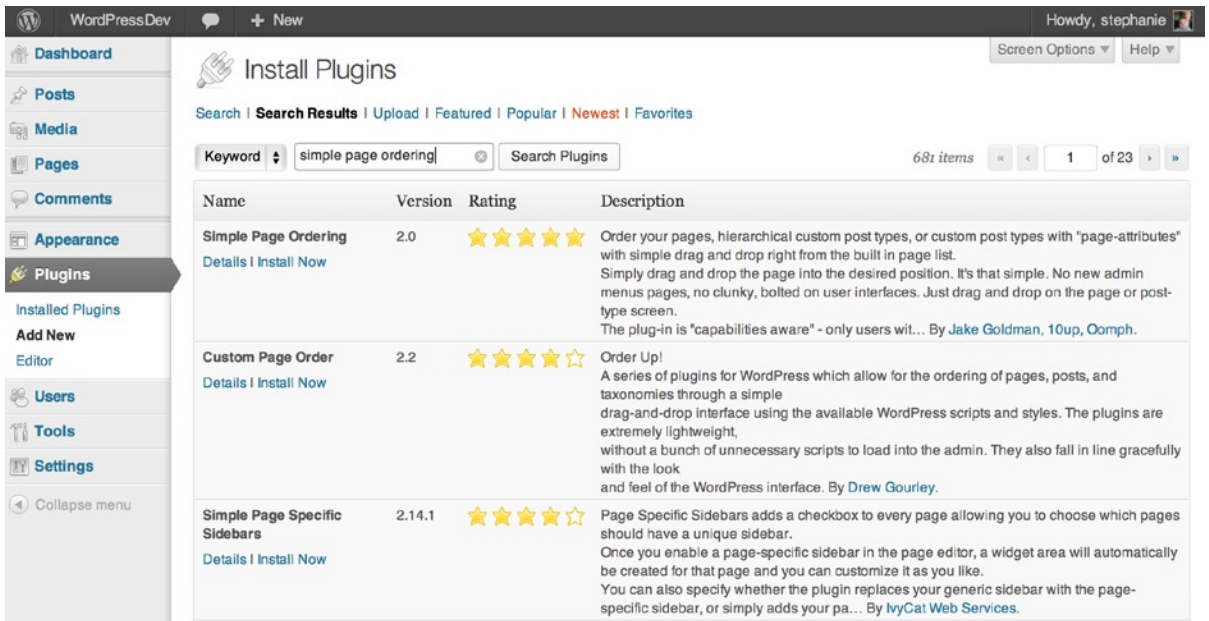 WordPressDev + New Howdy, stephanie
Screen Options Help
Dashboard
Posts
Media
Pages
Comments
Appearance
Plugins
Installed Plugins
Add New
Editor
Users
Tools
Settings
Collapse menu
Install Plugins
Search | Search Results | Upload | Featured | Popular | Newest | Favorites
Keyword simple page ordering Search Plugins 681 items « ‹ 1 of 23 › »
Name Version Rating Description
Simple Page Ordering 2.0
Details | Install Now
Order your pages, hierarchical custom post types, or custom post types with "page-attributes"
with simple drag and drop right from the built in page list.
Simply drag and drop the page into the desired position. It's that simple. No new admin
menus pages, no clunky, bolted on user interfaces. Just drag and drop on the page or post-
type screen.
The plug-in is "capabilities aware" - only users wit… By Jake Goldman, 10up, Oomph.
Custom Page Order 2.2
Details | Install Now
Order Up!
A series of plugins for WordPress which allow for the ordering of pages, posts, and
taxonomies through a simple
drag-and-drop interface using the available WordPress scripts and styles. The plugins are
extremely lightweight,
without a bunch of unnecessary scripts to load into the admin. They also fall in line gracefully
with the look
and feel of the WordPress interface. By Drew Gourley.
Simple Page Specific
Sidebars
2.14.1
Details | Install Now
Page Specific Sidebars adds a checkbox to every page allowing you to choose which pages
should have a unique sidebar.
Once you enable a page-specific sidebar in the page editor, a widget area will automatically
be created for that page and you can customize it as you like.
You can also specify whether the plugin replaces your generic sidebar with the page-
specific sidebar, or simply adds your pa… By IvyCat Web Services.